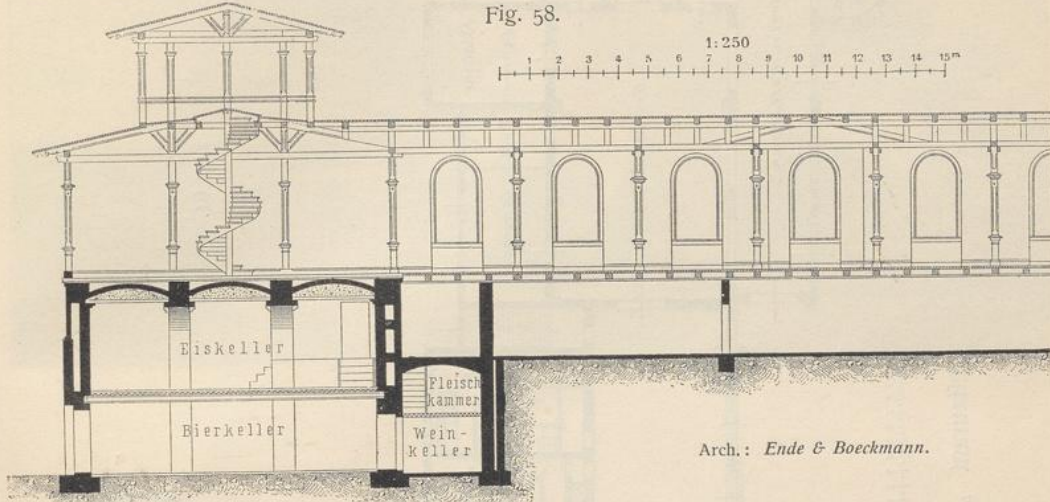 Fig. 58.
1:250
1 2 3 4 5 6 7 8 9 10 11 12 13 14 15 m
Eiskeller
Fleisch
kammer
Bierkeller
Wein-
keller
Arch.: Ende & Boeckmann.